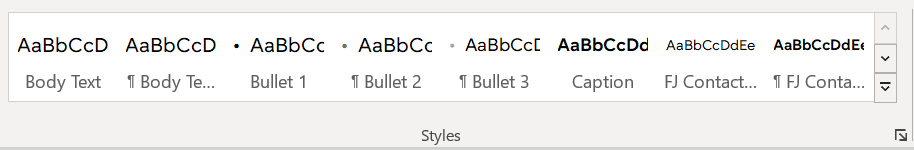 AaBbCcD AaBbCcD • AaBbCc • AaBbCc • AaBbCcD AaBbCcDd AaBbCcDdEe AaBbCcDdEe
Body Text ¶ Body Te... Bullet 1 ¶ Bullet 2 ¶ Bullet 3 Caption FJ Contact... ¶ FJ Conta...
Styles